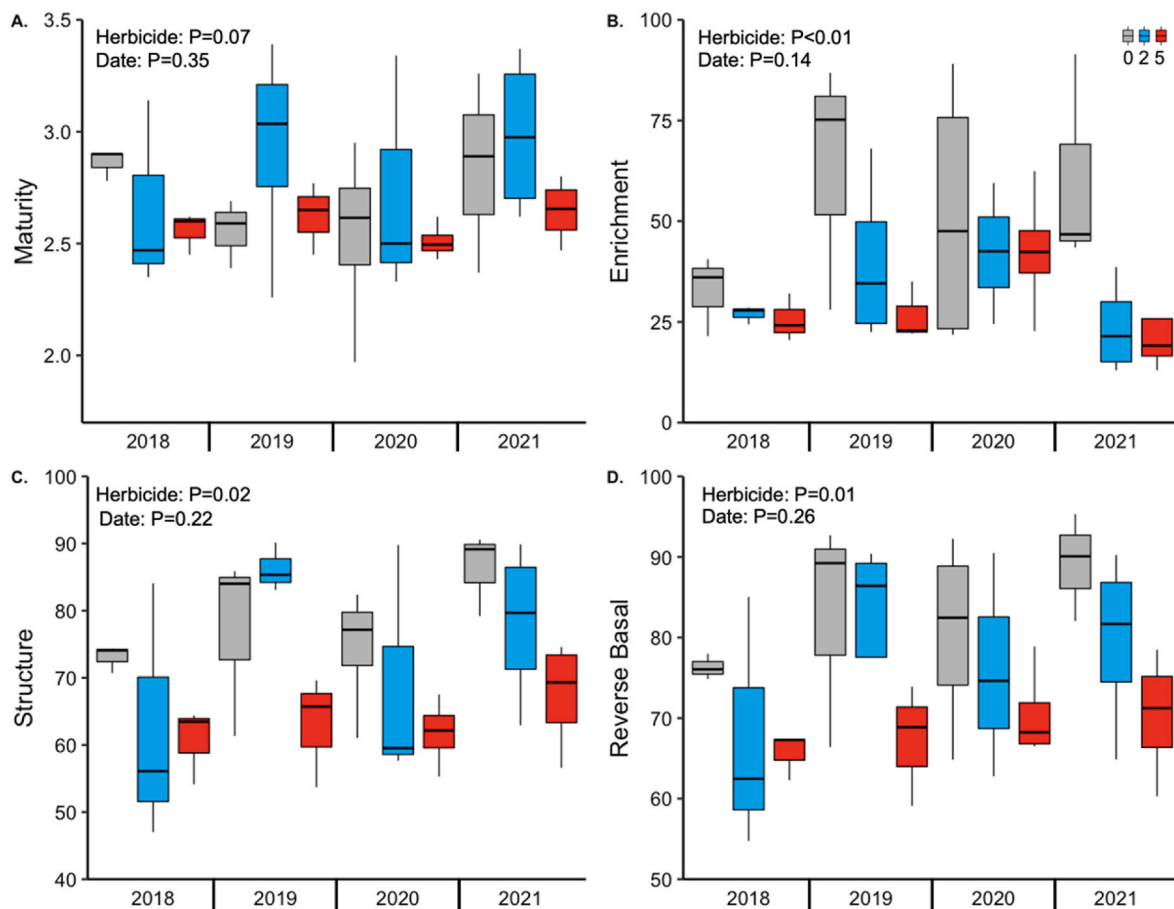 A.
3.5
3.0
2.5
2.0
Maturity
Herbicide: P=0.07
Date: P=0.35
2018 2019 2020 2021
B.
100
75
50
25
0
Enrichment
Herbicide: P<0.01
Date: P=0.14
0 2 5
2018 2019 2020 2021
C.
100
90
80
70
60
50
40
Structure
Herbicide: P=0.02
Date: P=0.22
2018 2019 2020 2021
D.
100
90
80
70
60
50
Reverse Basal
Herbicide: P=0.01
Date: P=0.26
2018 2019 2020 2021